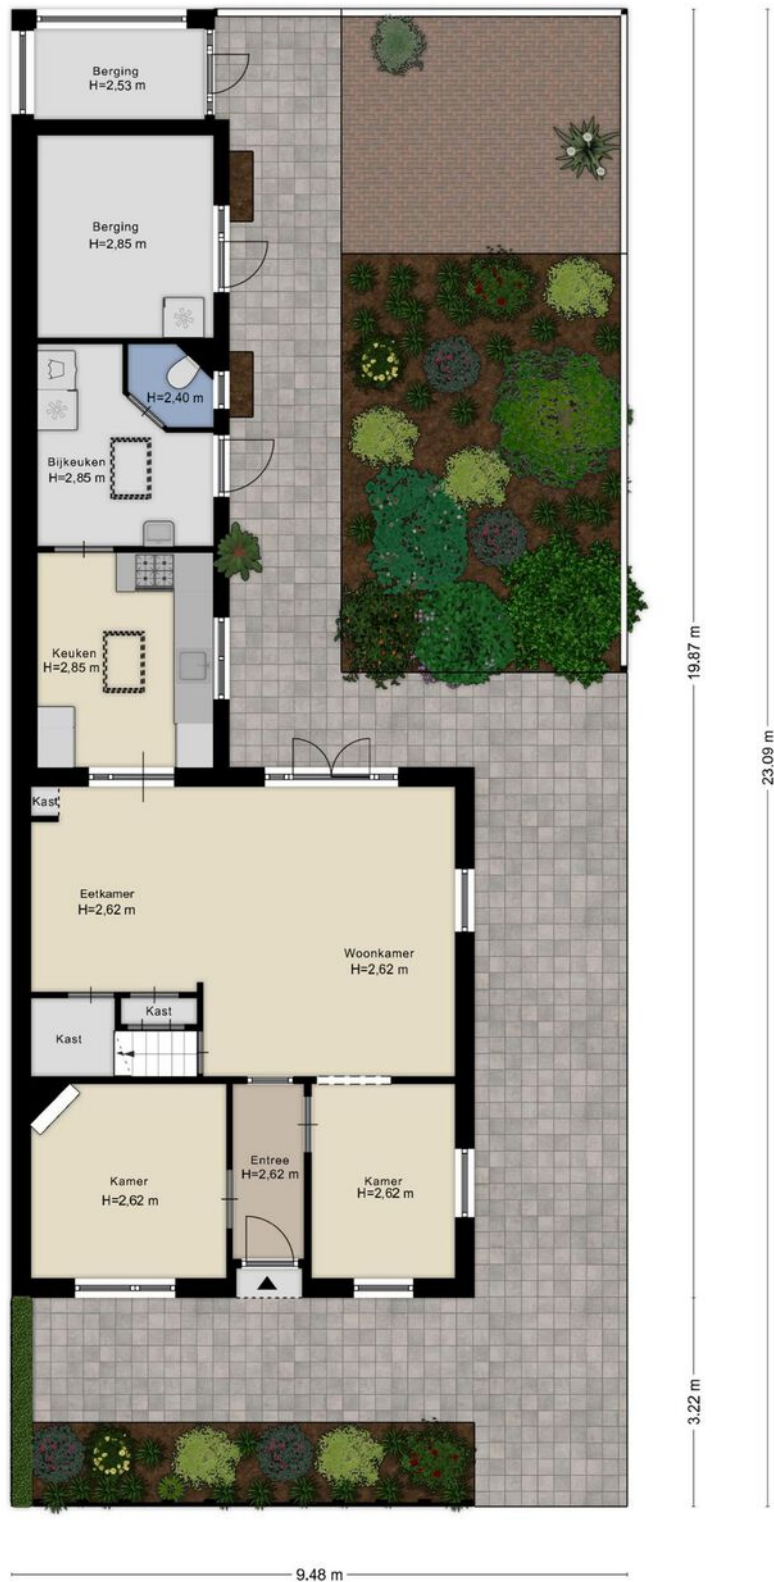 Berging
H=2,53 m
Berging
H=2,85 m
H=2,40 m
Bijkeuken
H=2,85 m
Keuken
H=2,85 m
19.87 m
23.09 m
Kast
Eetkamer
H=2,62 m
Woonkamer
H=2,62 m
Kast
Kast
Kamer
H=2,62 m
Entree
H=2,62 m
Kamer
H=2,62 m
3.22 m
9.48 m